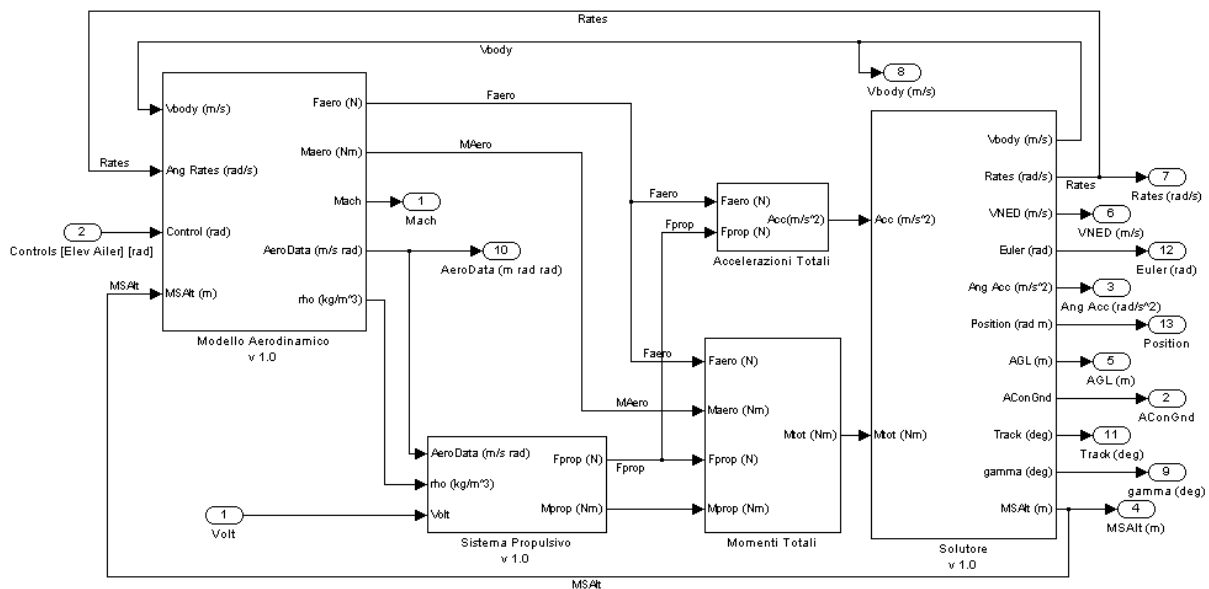 Rates
Vbody
8
Vbody (m/s)
Vbody (m/s)
Ang Rates (rad/s)
Control (rad)
MSAlt (m)
Faero (N)
Maero (Nm)
Mach
AeroData (m/s rad)
rho (kg/m^3)
Modello Aerodinamico
v 1.0
Rates
2
Controls [Elev Ailer] [rad]
MSAlt
Faero
MAero
1
Mach
10
AeroData (m rad rad)
Faero
Fprop
Faero (N)
Fprop (N)
Acc(m/s^2)
Accelerazioni Totali
Faero
MAero
Faero (N)
Maero (Nm)
Fprop (N)
Mprop (Nm)
Mtot (Nm)
Momenti Totali
AeroData (m/s rad)
rho (kg/m^3)
Volt
Fprop (N)
Mprop (Nm)
Sistema Propulsivo
v 1.0
Fprop
1
Volt
Acc (m/s^2)
Mtot (Nm)
Vbody (m/s)
Rates (rad/s)
VNED (m/s)
Euler (rad)
Ang Acc (m/s^2)
Position (rad m)
AGL (m)
AConGnd
Track (deg)
gamma (deg)
MSAlt (m)
Solutore
v 1.0
Rates
7
Rates (rad/s)
6
VNED (m/s)
12
Euler (rad)
3
Ang Acc (rad/s^2)
13
Position
5
AGL (m)
2
AConGnd
11
Track (deg)
9
gamma (deg)
4
MSAlt (m)
MSAlt